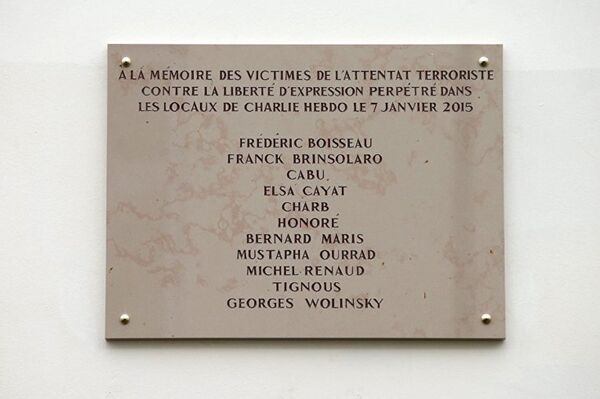 À LÀ MÉMOIRE DES VICTIMES DE L'ATTENTAT TERRORISTE
CONTRE LA LIBERTÉ D'EXPRESSION PERPÉTRÉ DANS
LES LOCAUX DE CHARLIE HEBDO LE 7 JANVIER 2015
FRÉDÉRIC BOISSEAU
FRANCK BRINSOLARO
CABU
ELSA CAYAT
CHARB
HONORÉ
BERNARD MARIS
MUSTAPHA OURRAD
MICHEL RENAUD
TIGNOUS
GEORGES WOLINSKY